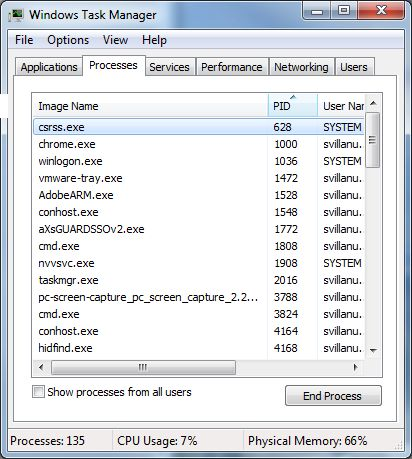 Windows Task Manager
File Options View Help
Applications Processes Services Performance Networking Users
Image Name PID User Nar
csrss.exe 628 SYSTEM
chrome.exe 1000 svillanu...
winlogon.exe 1036 SYSTEM
vmware-tray.exe 1472 svillanu...
AdobeARM.exe 1528 svillanu...
conhost.exe 1548 svillanu...
aXsGUARDSSOv2.exe 1772 svillanu...
cmd.exe 1808 svillanu...
nvvsvc.exe 1908 SYSTEM
taskmgr.exe 2016 svillanu...
pc-screen-capture_pc_screen_capture_2.2... 3788 svillanu...
cmd.exe 3824 svillanu...
conhost.exe 4164 svillanu...
hidfind.exe 4168 svillanu...
Show processes from all users
End Process
Processes: 135 CPU Usage: 7% Physical Memory: 66%